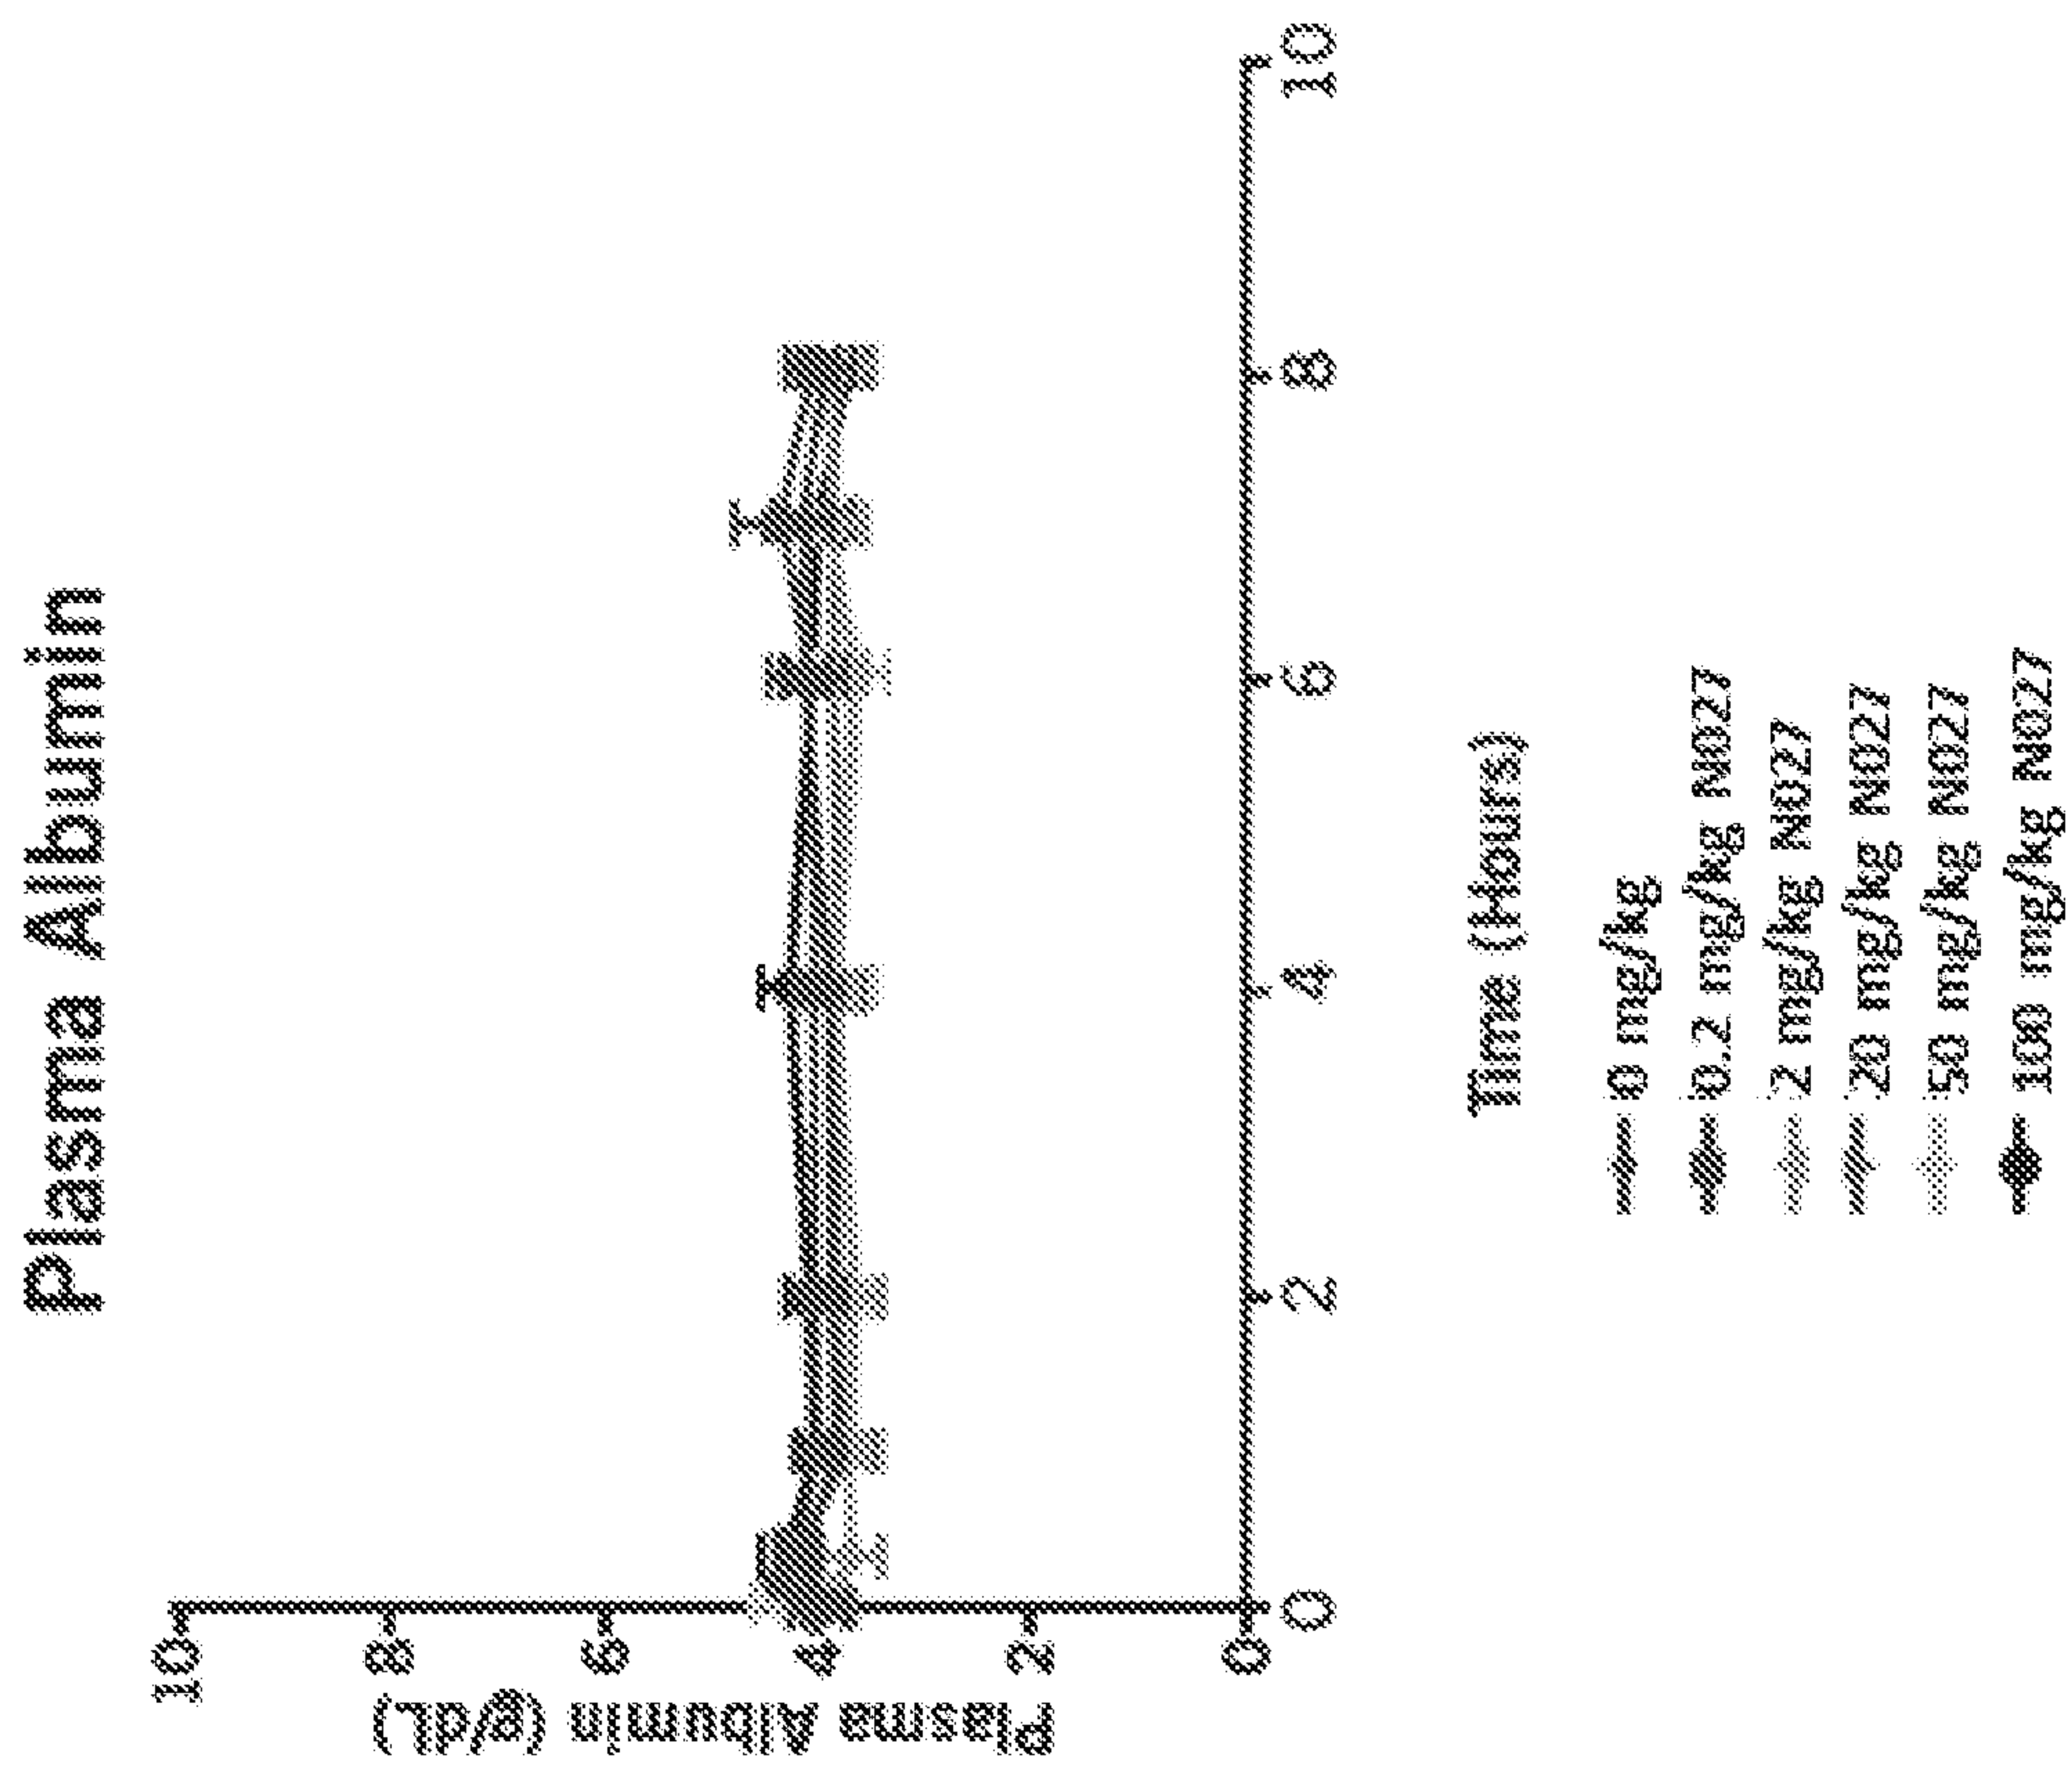 Plasma Albumin
Plasma Albumin (g/dL)
10
8
6
4
2
0
0 2 4 6 8 10
Time (Hours)
0 mg/kg
0.2 mg/kg N027
2 mg/kg N027
20 mg/kg N027
50 mg/kg N027
100 mg/kg N027